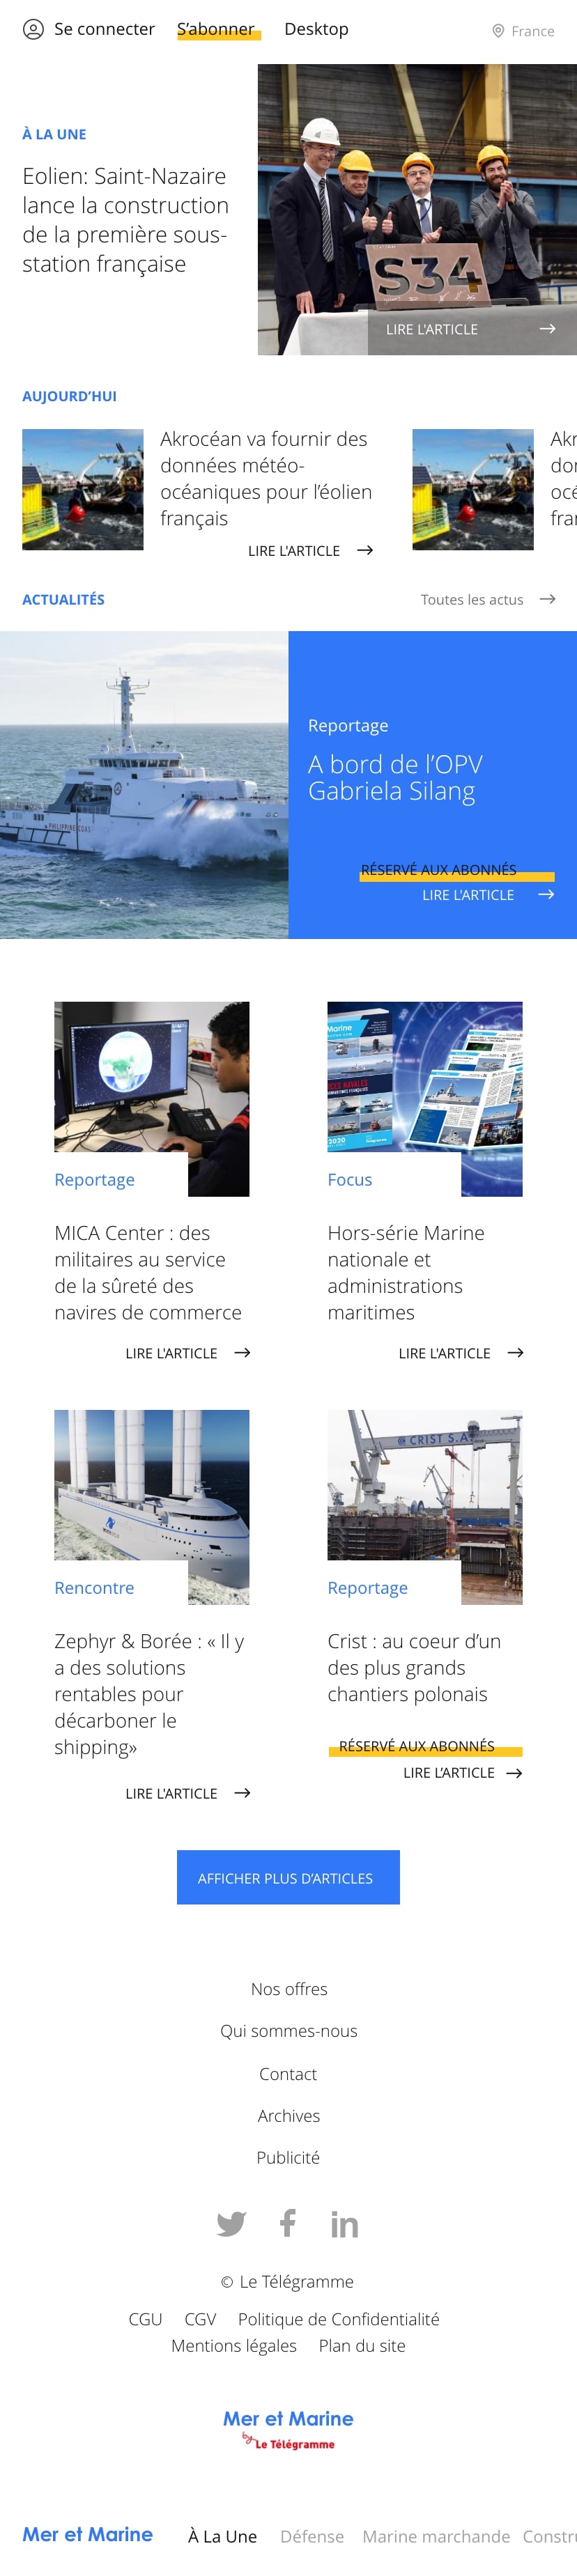 Se connecter
S'abonner
Desktop
France
À LA UNE
Eolien: Saint-Nazaire
lance la construction
de la première sous-
station française
S34
LIRE L'ARTICLE
AUJOURD'HUI
Akrocéan va fournir des
données météo-
océaniques pour l'éolien
français
LIRE L'ARTICLE
ACTUALITÉS
Toutes les actus
Reportage
A bord de l'OPV
Gabriela Silang
RÉSERVÉ AUX ABONNÉS
LIRE L'ARTICLE
Marine
2020
Reportage
MICA Center : des
militaires au service
de la sûreté des
navires de commerce
LIRE L'ARTICLE
Focus
Hors-série Marine
nationale et
administrations
maritimes
LIRE L'ARTICLE
CRIST S.A.
Rencontre
Zephyr & Borée : « Il y
a des solutions
rentables pour
décarboner le
shipping»
LIRE L'ARTICLE
Reportage
Crist : au coeur d'un
des plus grands
chantiers polonais
RÉSERVÉ AUX ABONNÉS
LIRE L'ARTICLE
AFFICHER PLUS D'ARTICLES
Nos offres
Qui sommes-nous
Contact
Archives
Publicité
© Le Télégramme
CGU CGV Politique de Confidentialité
Mentions légales Plan du site
Mer et Marine
by Le Télégramme
Mer et Marine
À La Une
Défense
Marine marchande